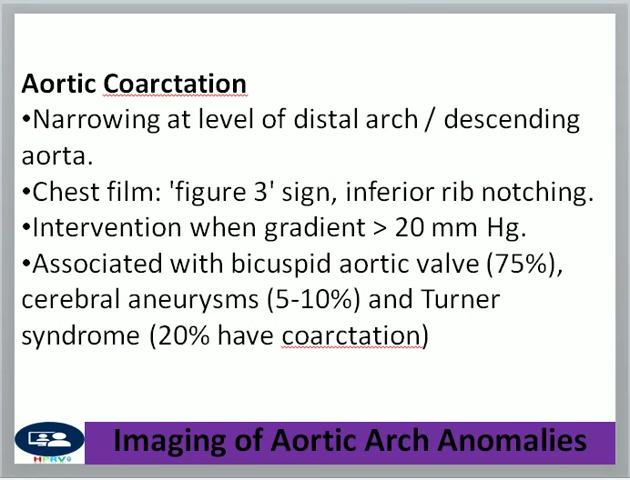 Aortic Coarctation
•Narrowing at level of distal arch / descending
aorta.
•Chest film: 'figure 3' sign, inferior rib notching.
•Intervention when gradient > 20 mm Hg.
•Associated with bicuspid aortic valve (75%),
cerebral aneurysms (5-10%) and Turner
syndrome (20% have coarctation)
Imaging of Aortic Arch Anomalies